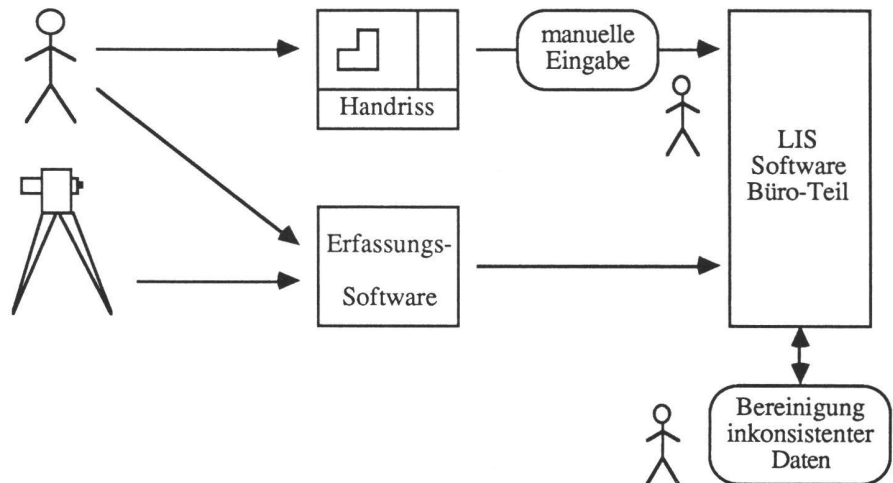 manuelle
Eingabe
Handriss
LIS
Software
Büro-Teil
Erfassungs-
Software
Bereinigung
inkonsistenter
Daten